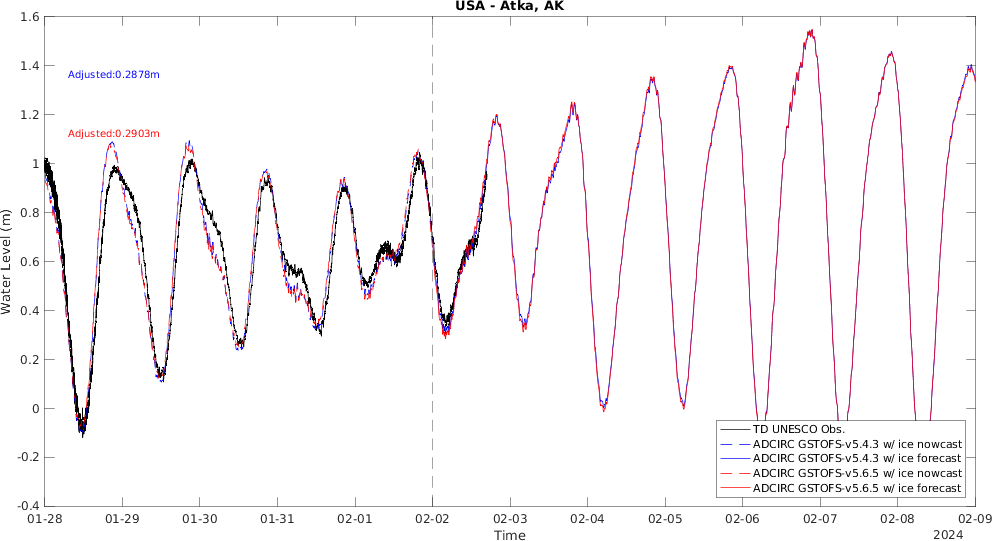 USA - Atka, AK
1.6
1.4
1.2
1
0.8
0.6
0.4
0.2
0
-0.2
-0.4
Water Level (m)
Adjusted:0.2878m
Adjusted:0.2903m
TD UNESCO Obs.
ADCIRC GSTOFS-v5.4.3 w/ ice nowcast
ADCIRC GSTOFS-v5.4.3 w/ ice forecast
ADCIRC GSTOFS-v5.6.5 w/ ice nowcast
ADCIRC GSTOFS-v5.6.5 w/ ice forecast
01-28 01-29 01-30 01-31 02-01 02-02 02-03 02-04 02-05 02-06 02-07 02-08 02-09
Time
2024